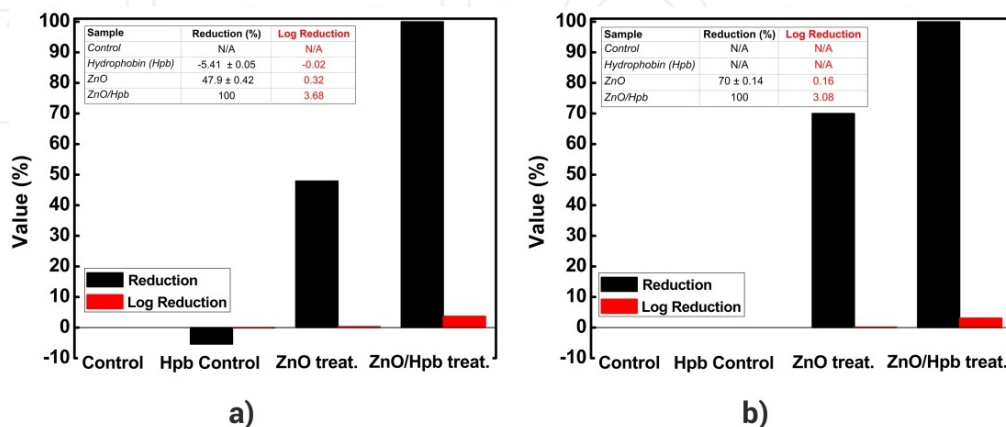 100
90
80
70
60
50
40
30
20
10
0
-10
Value (%)
Sample Reduction (%) Log Reduction
Control N/A N/A
Hydrophobin (Hpb) -5.41 ± 0.05 -0.02
ZnO 47.9 ± 0.42 0.32
ZnO/Hpb 100 3.68
Reduction
Log Reduction
Control Hpb Control ZnO treat. ZnO/Hpb treat.
a)
100
90
80
70
60
50
40
30
20
10
0
-10
Value (%)
Sample Reduction (%) Log Reduction
Control N/A N/A
Hydrophobin (Hpb) N/A N/A
ZnO 70 ± 0.14 0.16
ZnO/Hpb 100 3.08
Reduction
Log Reduction
Control Hpb Control ZnO treat. ZnO/Hpb treat.
b)